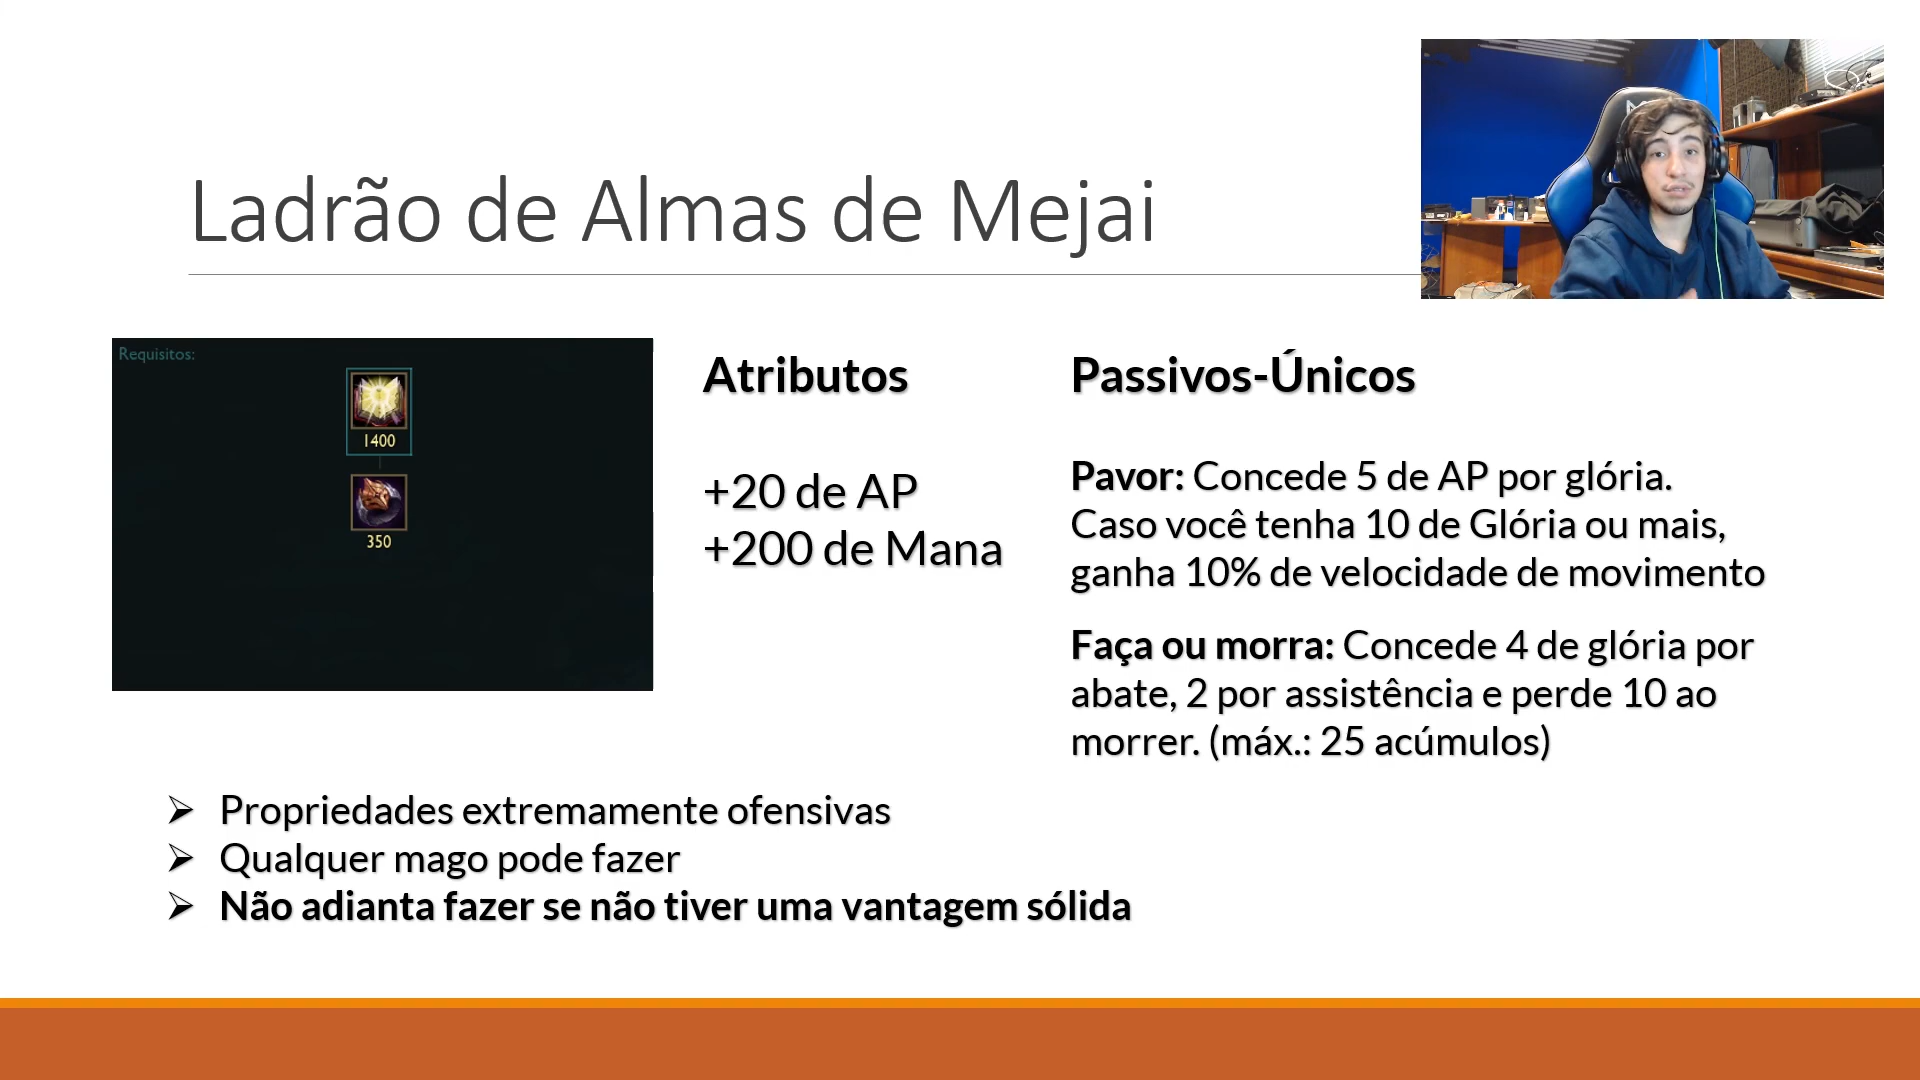 Ladrão de Almas de Mejai
Requisitos:
1400
350
Atributos
+20 de AP
+200 de Mana
Passivos-Únicos
Pavor: Concede 5 de AP por glória.
Caso você tenha 10 de Glória ou mais,
ganha 10% de velocidade de movimento
Faça ou morra: Concede 4 de glória por
abate, 2 por assistência e perde 10 ao
morrer. (máx.: 25 acúmulos)
Propriedades extremamente ofensivas
Qualquer mago pode fazer
Não adianta fazer se não tiver uma vantagem sólida